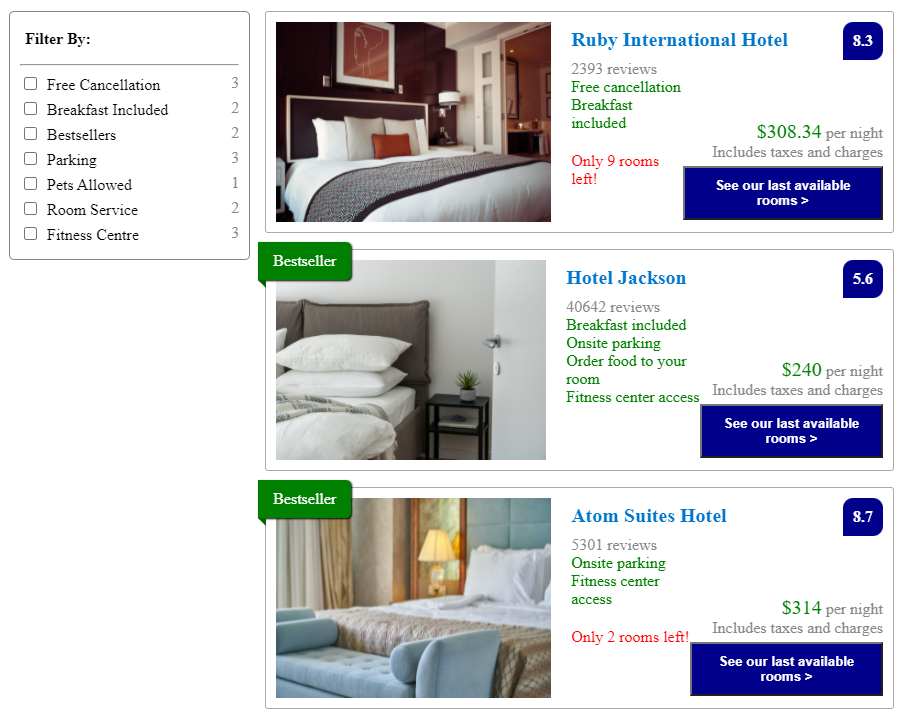 Filter By:
Free Cancellation 3
Breakfast Included 2
Bestsellers 2
Parking 3
Pets Allowed 1
Room Service 2
Fitness Centre 3
Ruby International Hotel
8.3
2393 reviews
Free cancellation
Breakfast
included
Only 9 rooms
left!
$308.34 per night
Includes taxes and charges
See our last available
rooms >
Bestseller
Hotel Jackson
5.6
40642 reviews
Breakfast included
Onsite parking
Order food to your
room
Fitness center access
$240 per night
Includes taxes and charges
See our last available
rooms >
Bestseller
Atom Suites Hotel
8.7
5301 reviews
Onsite parking
Fitness center
access
Only 2 rooms left!
$314 per night
Includes taxes and charges
See our last available
rooms >